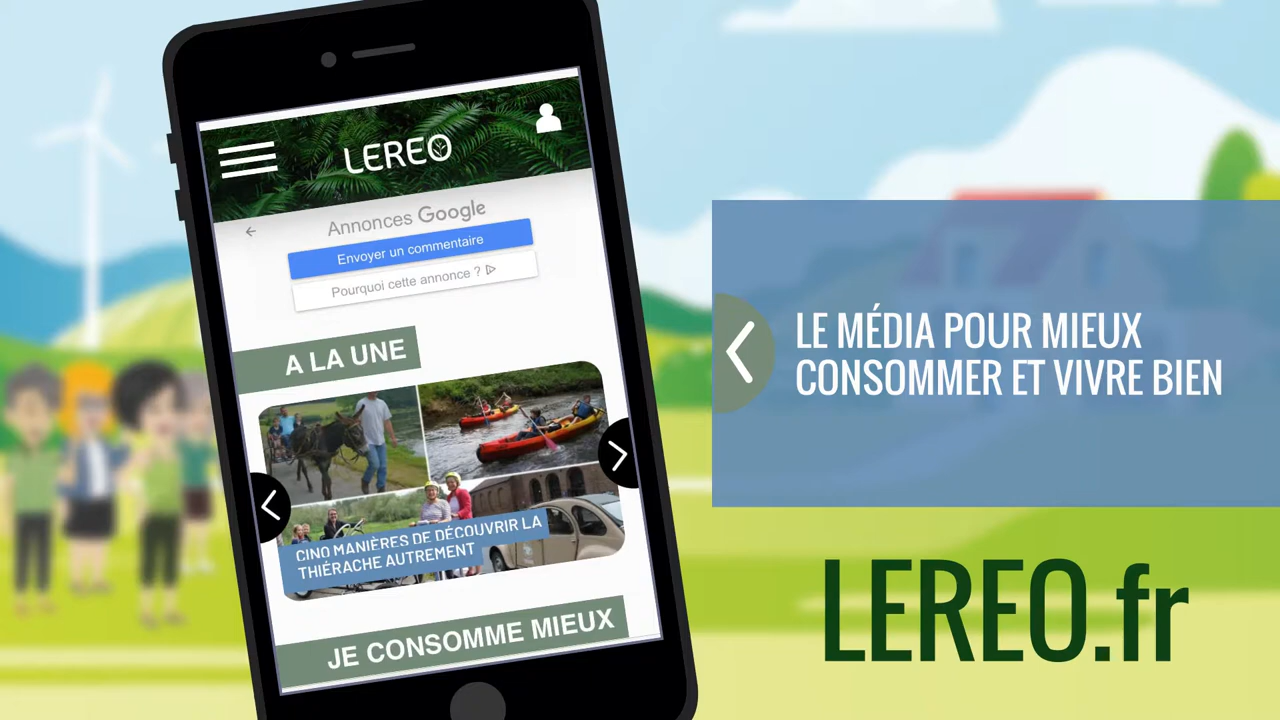 LEREO
Annonces Google
Envoyer un commentaire
Pourquoi cette annonce ?
A LA UNE
CINQ MANIÈRES DE DÉCOUVRIR LA
THIÉRACHE AUTREMENT
JE CONSOMME MIEUX
LE MÉDIA POUR MIEUX
CONSOMMER ET VIVRE BIEN
LEREO.fr